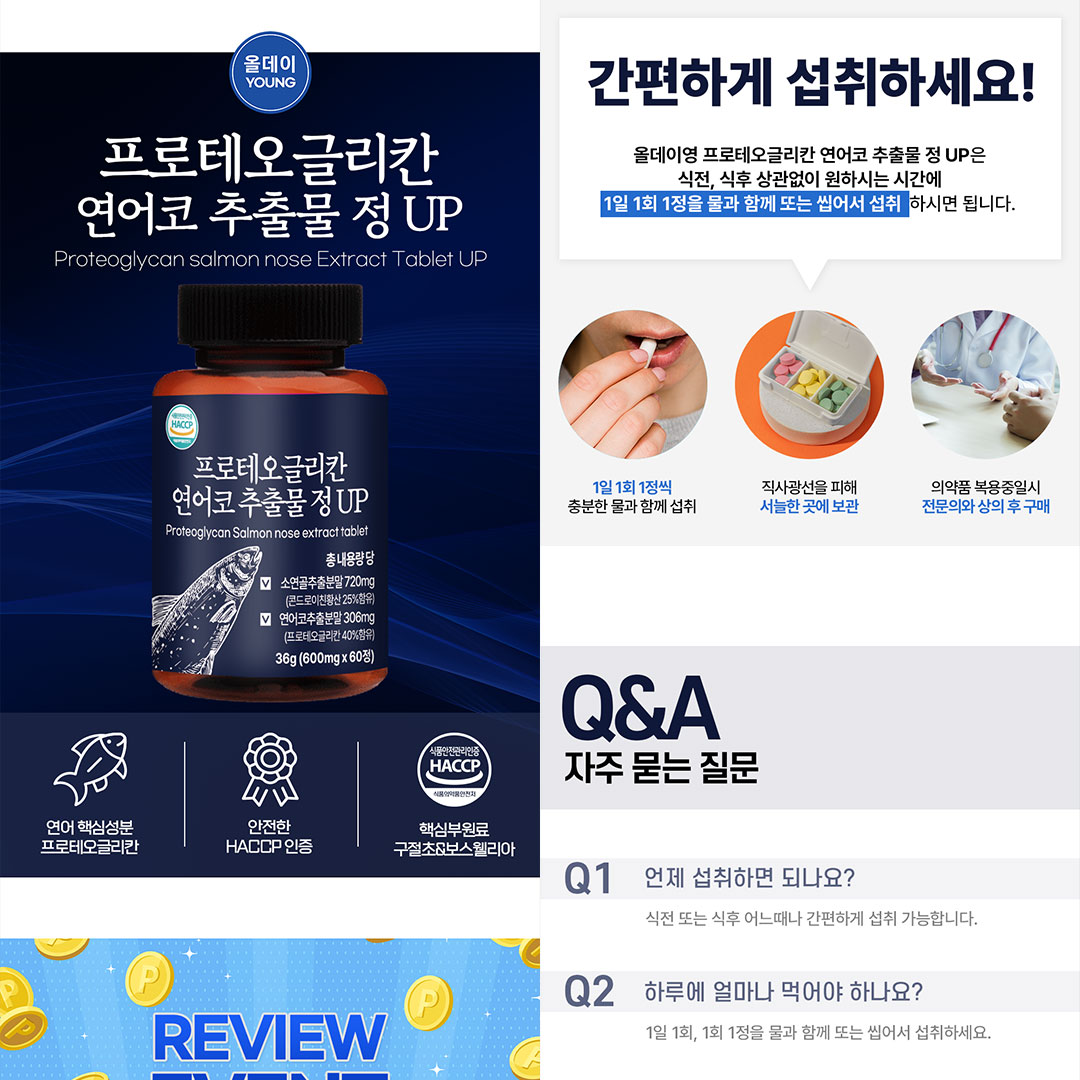 올데이
YOUNG
프로테오글리칸
연어코 추출물 정 UP
Proteoglycan salmon nose Extract Tablet UP
HACCP
프로테오글리칸
연어코 추출물 정 UP
Proteoglycan Salmon nose extract tablet
총 내용량 당
소연골추출분말 720mg
(콘드로이친황산 25%함유)
연어코추출분말 306mg
(프로테오글리칸 40%함유)
36g (600mg x 60정)
연어 핵심성분
프로테오글리칸
안전한
HACCP 인증
식품안전관리인증
HACCP
식품의약품안전처
핵심부원료
구절초&보스웰리아
P
P
P
REVIEW
EVENT
간편하게 섭취하세요!
올데이영 프로테오글리칸 연어코 추출물 정 UP은
식전, 식후 상관없이 원하시는 시간에
1일 1회 1정을 물과 함께 또는 씹어서 섭취 하시면 됩니다.
1일 1회 1정씩
충분한 물과 함께 섭취
직사광선을 피해
서늘한 곳에 보관
의약품 복용중일시
전문의와 상의 후 구매
Q&A
자주 묻는 질문
Q1 언제 섭취하면 되나요?
식전 또는 식후 어느때나 간편하게 섭취 가능합니다.
Q2 하루에 얼마나 먹어야 하나요?
1일 1회, 1회 1정을 물과 함께 또는 씹어서 섭취하세요.